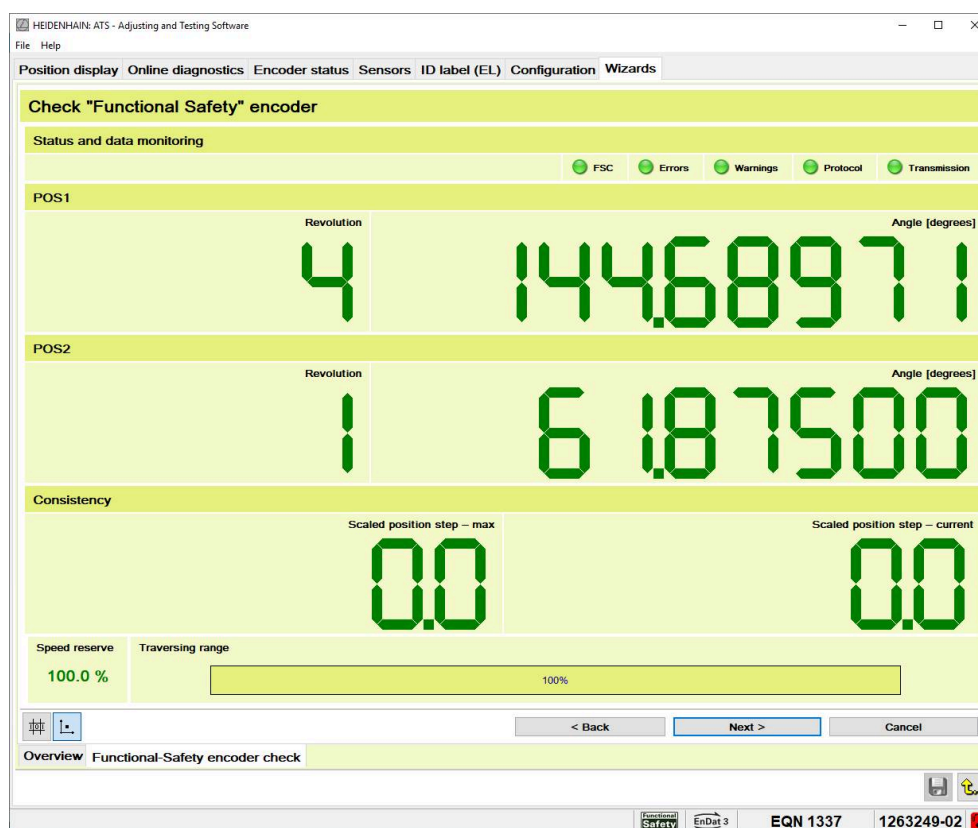 HEIDENHAIN: ATS - Adjusting and Testing Software
File Help
Position display Online diagnostics Encoder status Sensors ID label (EL) Configuration Wizards
Check "Functional Safety" encoder
Status and data monitoring
FSC Errors Warnings Protocol Transmission
POS1
Revolution Angle [degrees]
4 144.68971
POS2
Revolution Angle [degrees]
1 61.87500
Consistency
Scaled position step – max Scaled position step – current
0.0 0.0
Speed reserve Traversing range
100.0 % 100%
< Back Next > Cancel
Overview Functional-Safety encoder check
Functional Safety EnDat 3 EQN 1337 1263249-02